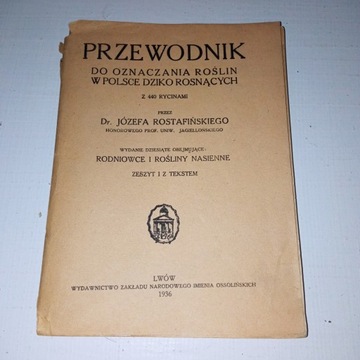 PRZEWODNIK
DO OZNACZANIA ROŚLIN
W POLSCE DZIKO ROSNĄCYCH
Z 440 RYCINAMI
PRZEZ
Dr. JÓZEFA ROSTAFIŃSKIEGO
HONOROWEGO PROF. UNIW. JAGIELLOŃSKIEGO
WYDANIE DZIESIĄTE OBEJMUJĄCE:
RODNIOWCE I ROŚLINY NASIENNE
ZESZYT I Z TEKSTEM
LWÓW
WYDAWNICTWO ZAKŁADU NARODOWEGO IMIENIA OSSOLIŃSKICH
1936